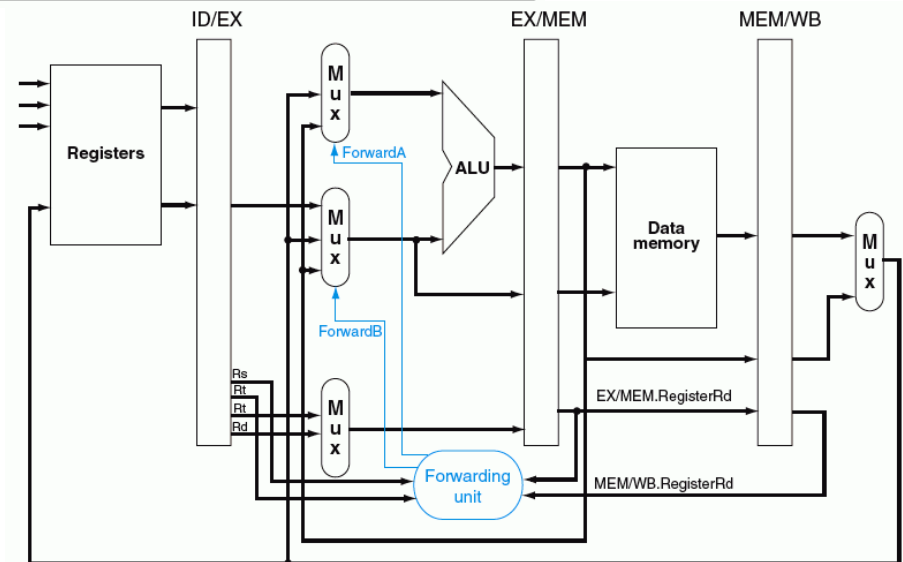 ID/EX
EX/MEM
MEM/WB
M
u
x
Registers
ForwardA
ALU
M
u
x
Data
memory
M
u
x
ForwardB
Rs
Rt
Rt
Rd
M
u
x
EX/MEM.RegisterRd
Forwarding
unit
MEM/WB.RegisterRd